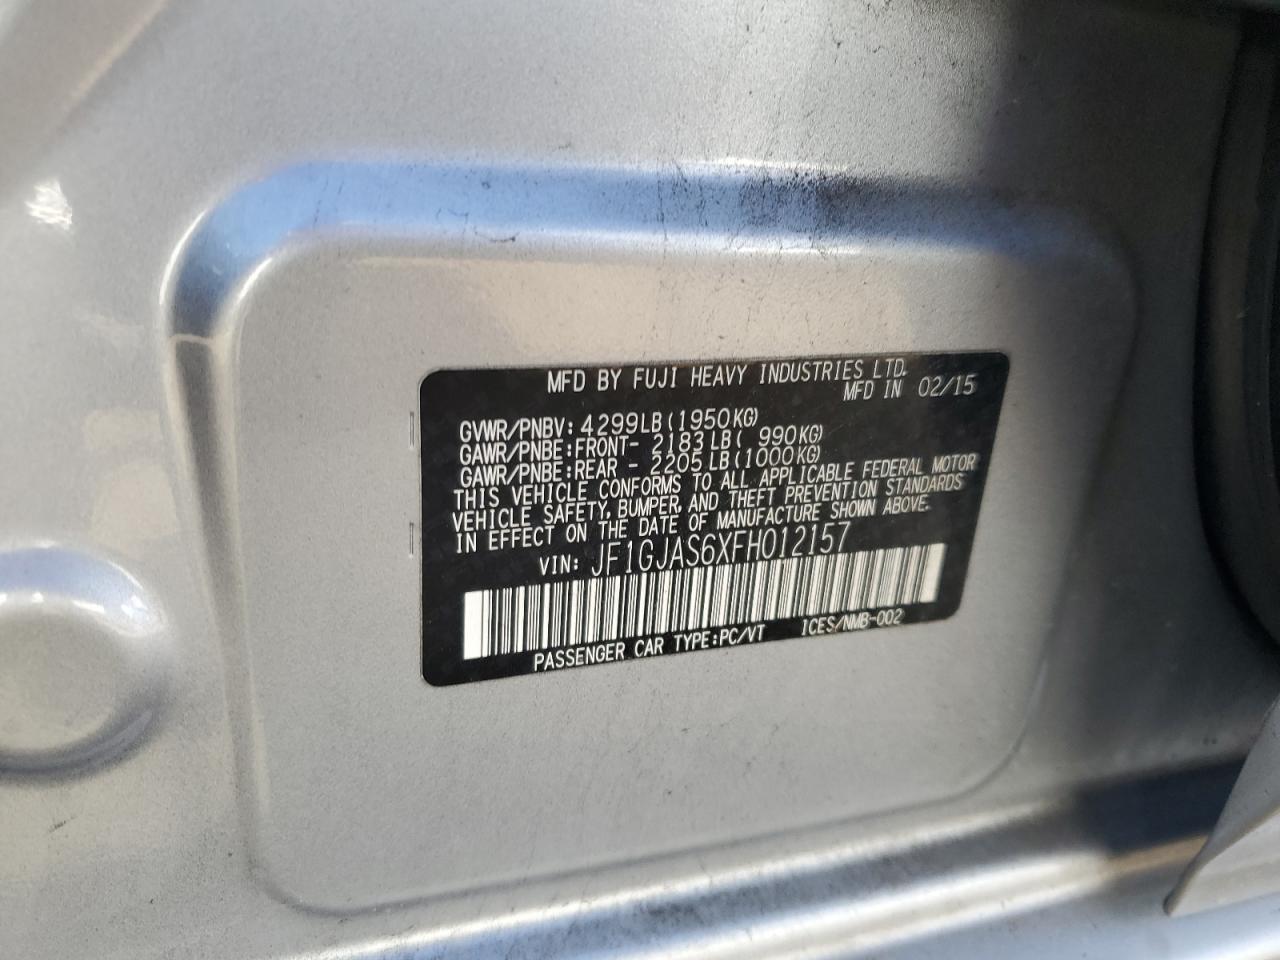 MFD BY FUJI HEAVY INDUSTRIES LTD.
MFD IN 02/15
GVWR/PNBV: 4299LB (1950KG)
GAWR/PNBE:FRONT- 2183LB( 990KG)
GAWR/PNBE:REAR - 2205LB(1000KG)
THIS VEHICLE CONFORMS TO ALL APPLICABLE FEDERAL MOTOR
VEHICLE SAFETY, BUMPER, AND THEFT PREVENTION STANDARDS
IN EFFECT ON THE DATE OF MANUFACTURE SHOWN ABOVE.
VIN: JF1GJAS6XFH012157
PASSENGER CAR TYPE:PC/VT ICES/NMB-002